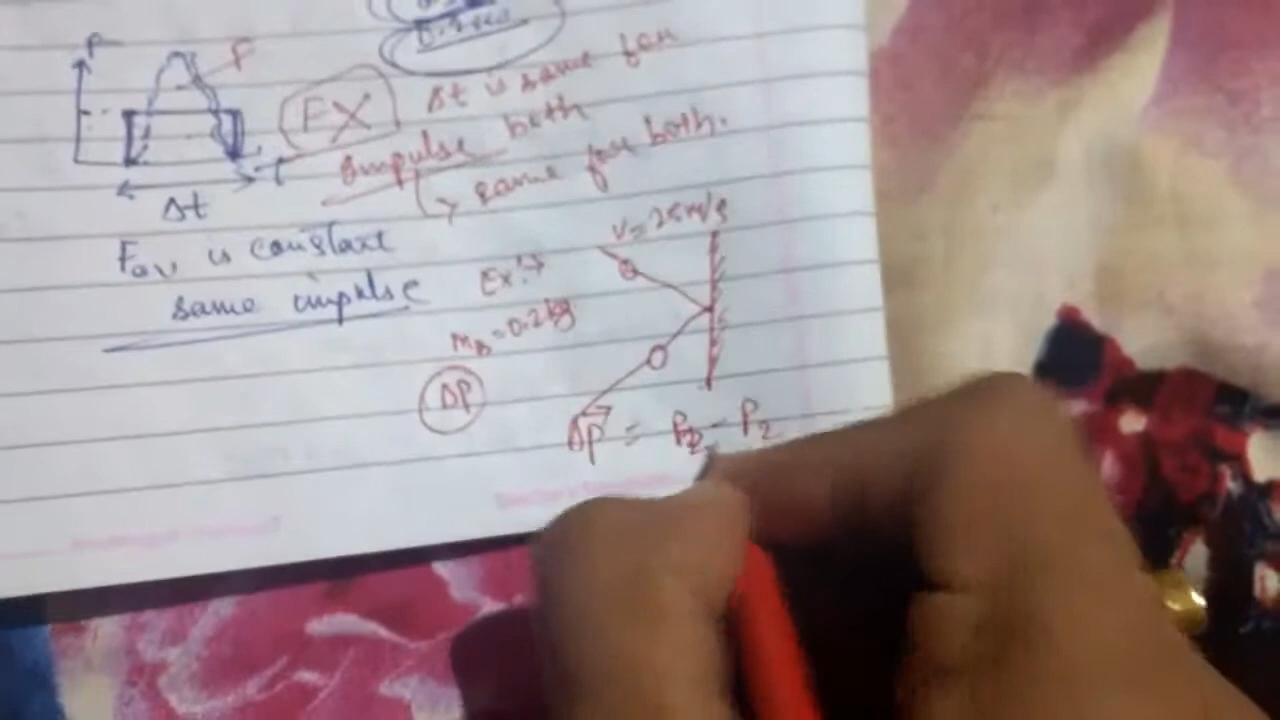 F
F
FX
Δt is same for
both
Impulse
same for both.
t
Δt
Fav is constant
same impulse
V=25m/s
Ex:→
mB=0.2kg
ΔP
ΔP = P2 - P2